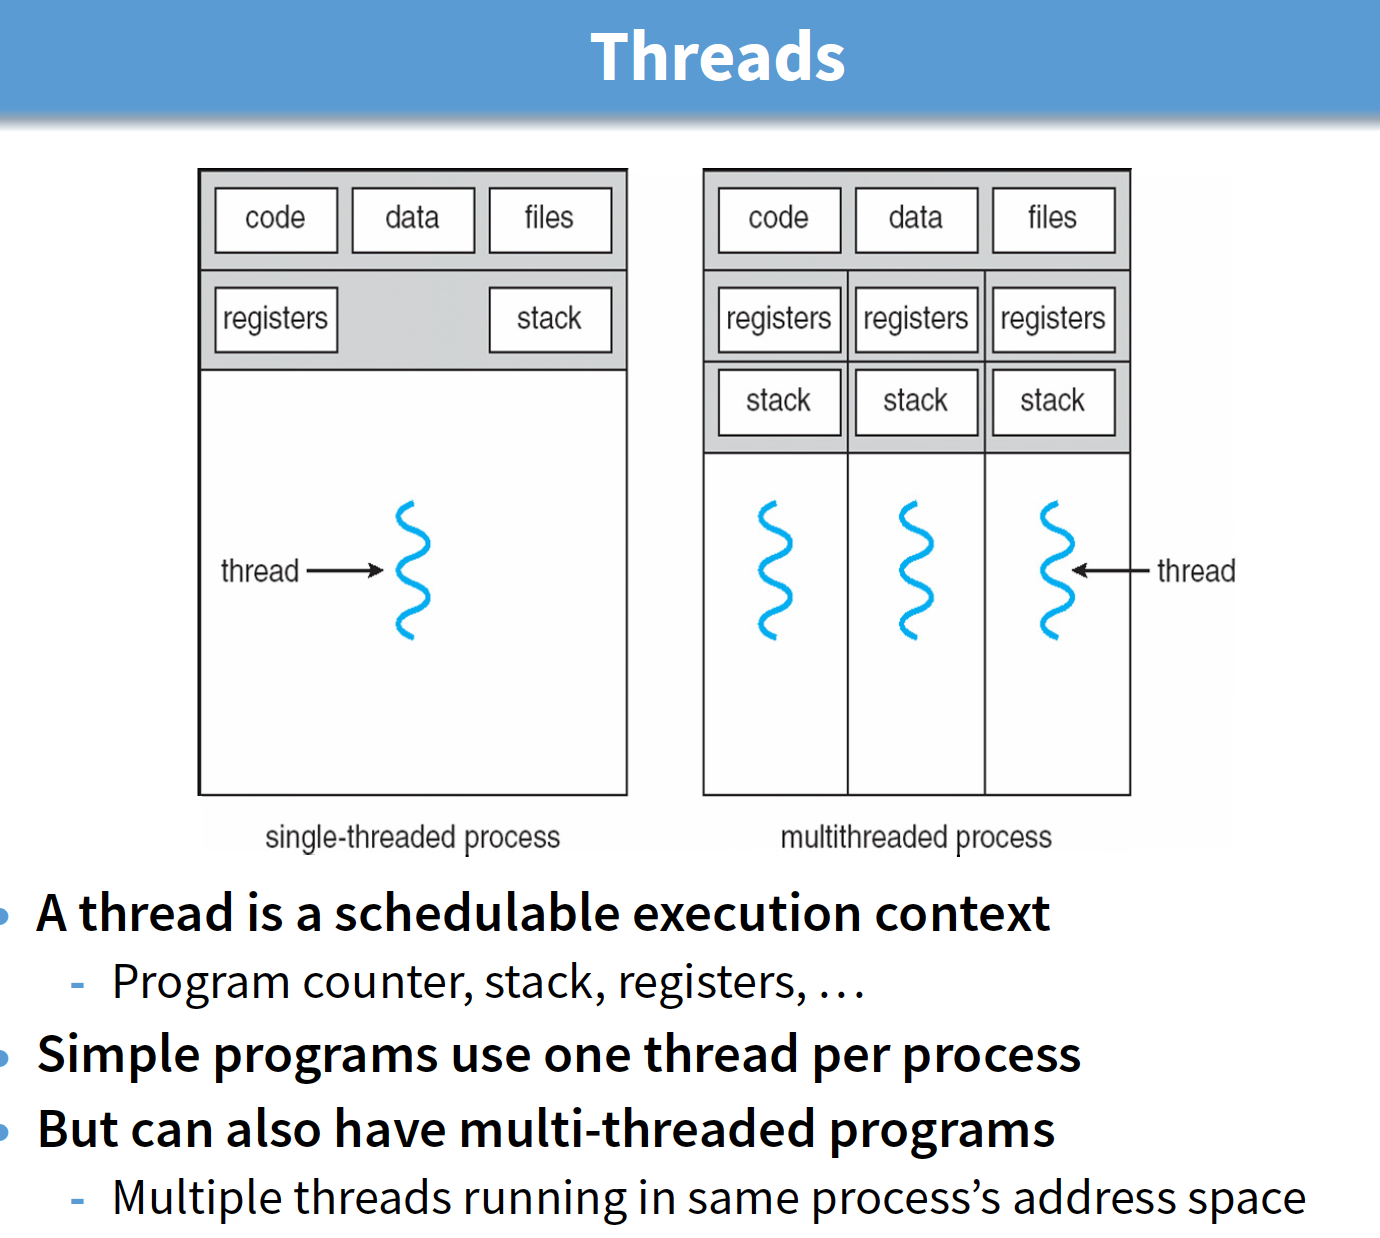 Threads
code data files
registers stack
thread
single-threaded process
code data files
registers registers registers
stack stack stack
thread
multithreaded process
• A thread is a schedulable execution context
- Program counter, stack, registers, …
• Simple programs use one thread per process
• But can also have multi-threaded programs
- Multiple threads running in same process’s address space